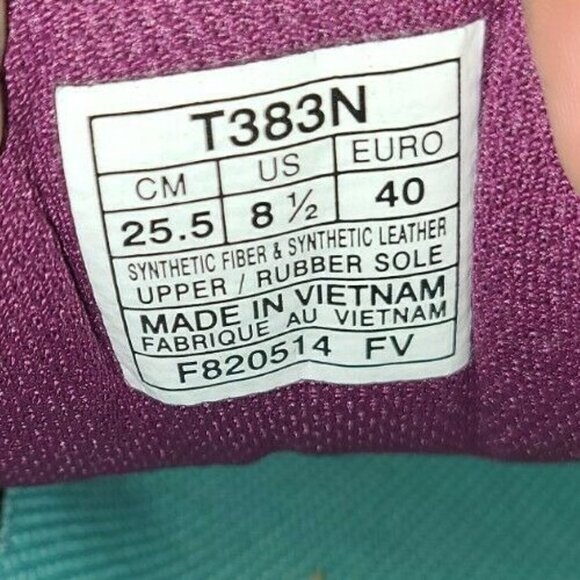 T383N
CM US EURO
25.5 8 ½ 40
SYNTHETIC FIBER & SYNTHETIC LEATHER
UPPER / RUBBER SOLE
MADE IN VIETNAM
FABRIQUE AU VIETNAM
F820514 FV